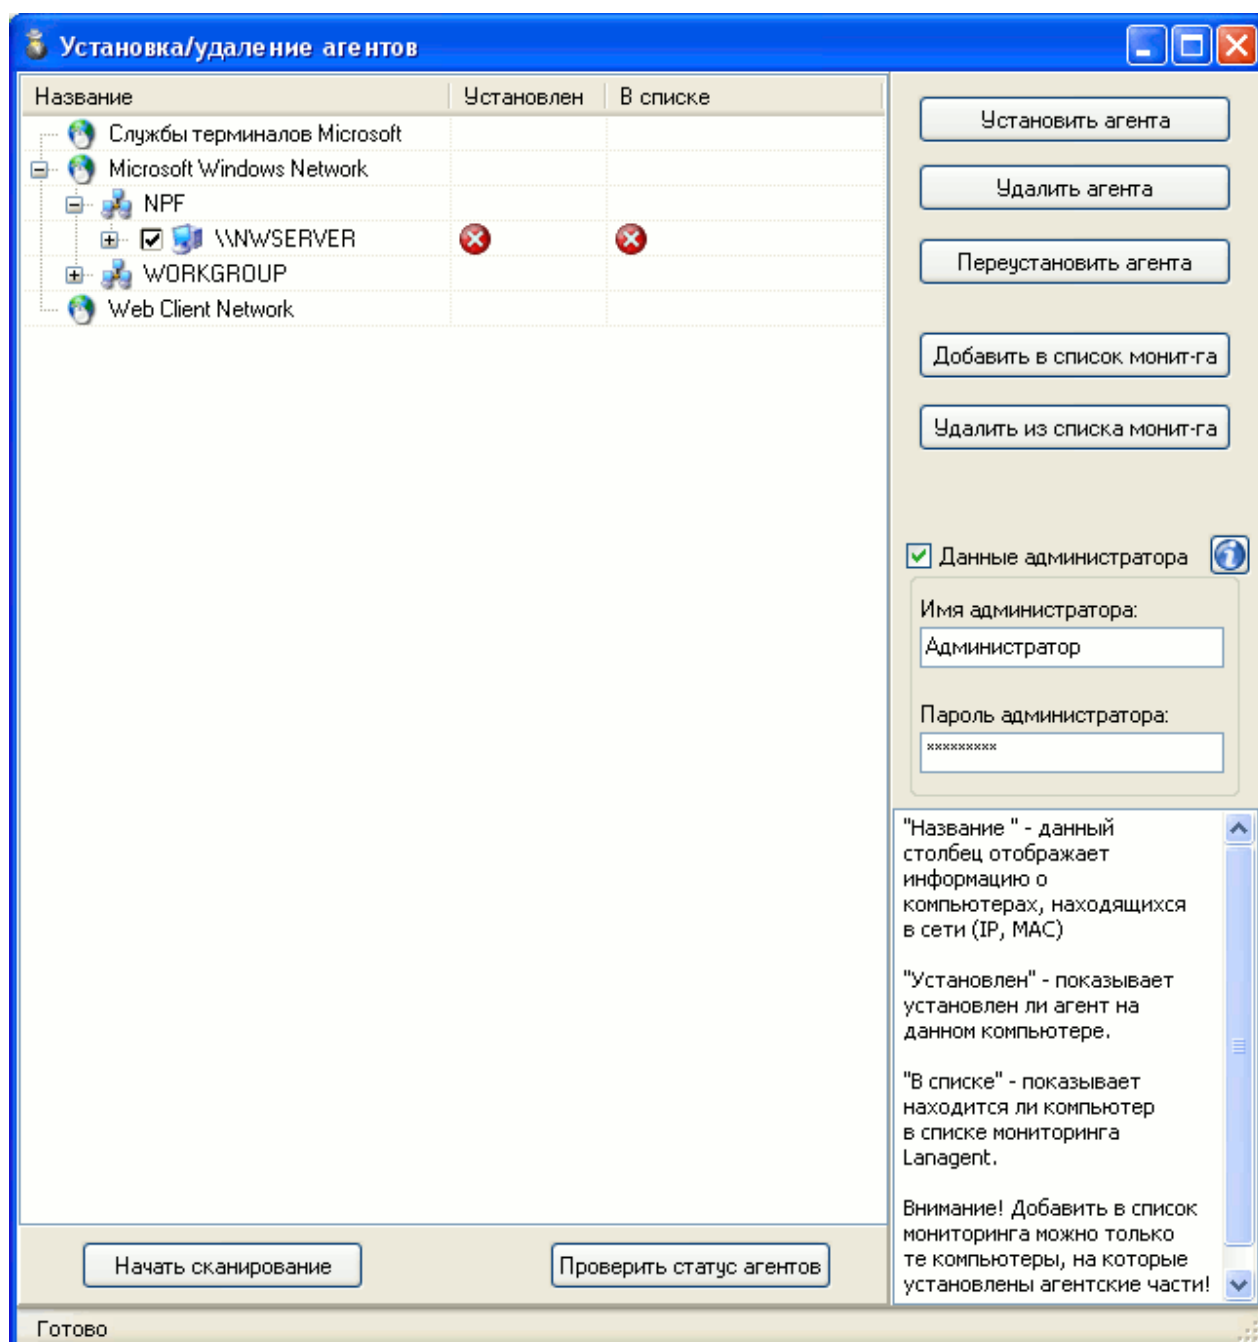 Установка/удаление агентов
Название Установлен В списке
Службы терминалов Microsoft
Microsoft Windows Network
NPF
\\NWSERVER
WORKGROUP
Web Client Network
Установить агента
Удалить агента
Переустановить агента
Добавить в список монит-га
Удалить из списка монит-га
Данные администратора
Имя администратора:
Администратор
Пароль администратора:
*********
"Название " - данный
столбец отображает
информацию о
компьютерах, находящихся
в сети (IP, MAC)
"Установлен" - показывает
установлен ли агент на
данном компьютере.
"В списке" - показывает
находится ли компьютер
в списке мониторинга
Lanagent.
Внимание! Добавить в список
мониторинга можно только
те компьютеры, на которые
установлены агентские части!
Начать сканирование
Проверить статус агентов
Готово